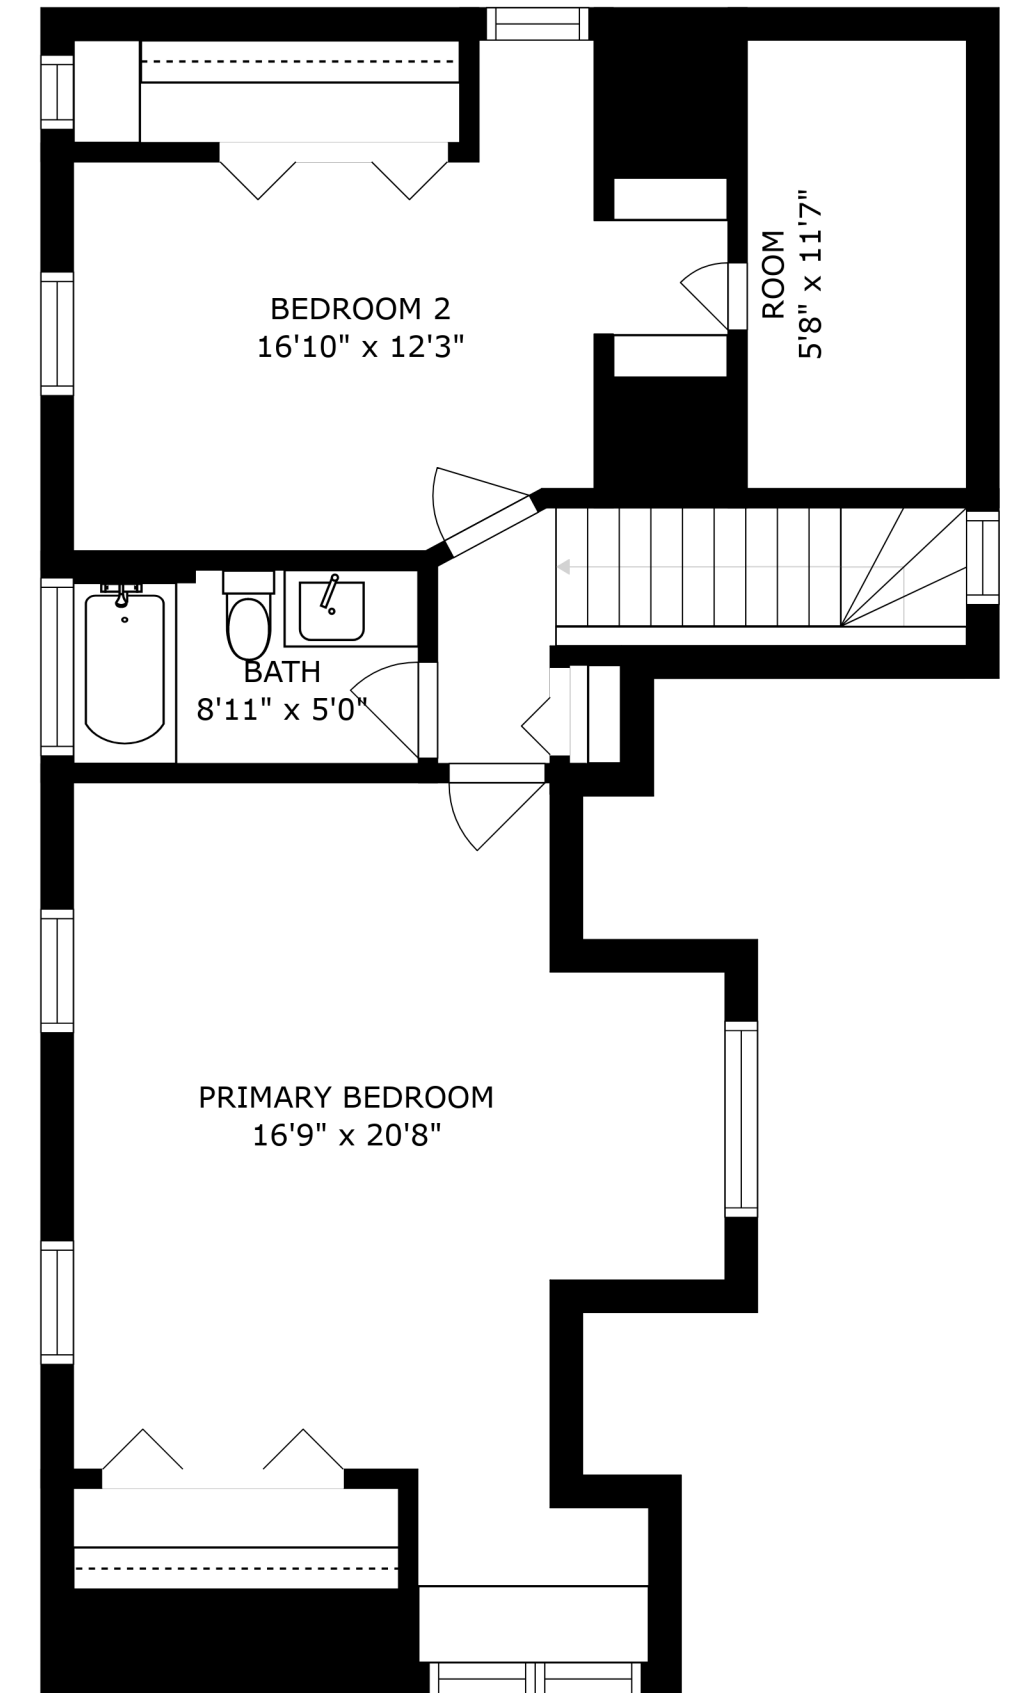 BEDROOM 2
16'10" x 12'3"
ROOM
5'8" x 11'7"
BATH
8'11" x 5'0"
PRIMARY BEDROOM
16'9" x 20'8"